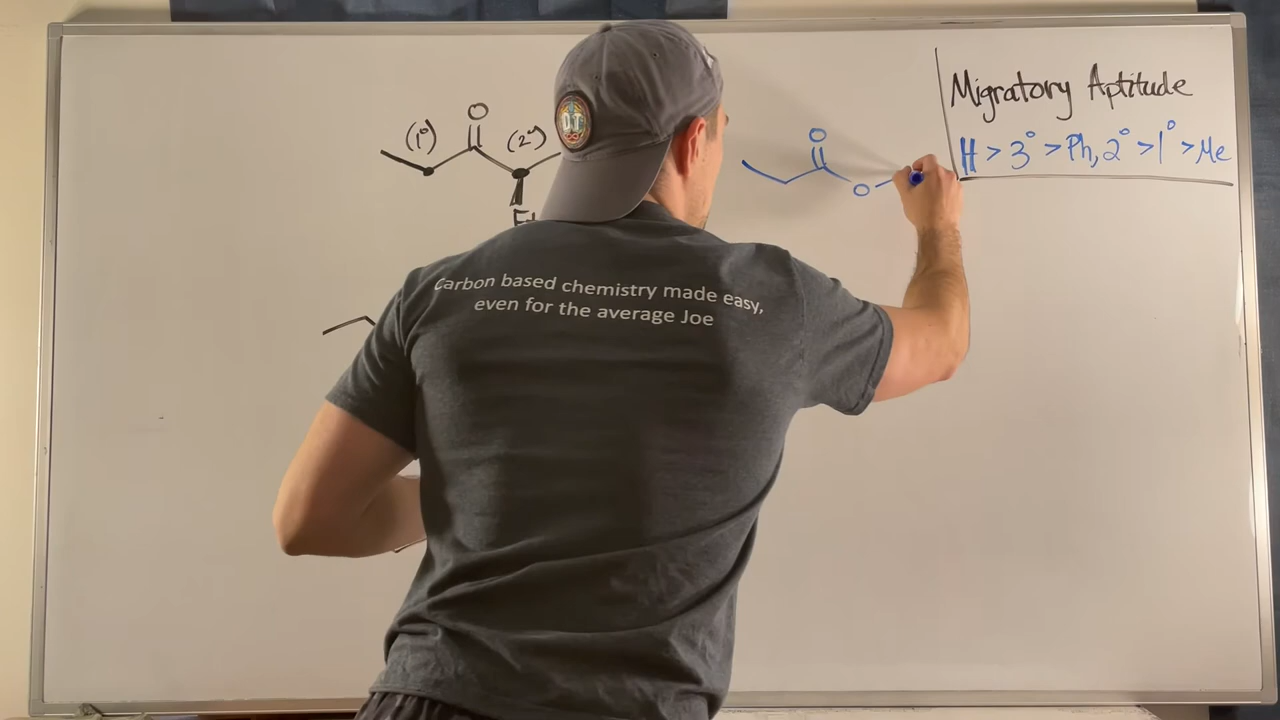 Migratory Aptitude
H > 3° > Ph, 2° > 1° > Me
O
(1°) (2°)
Et
O
O
Carbon based chemistry made easy,
even for the average Joe